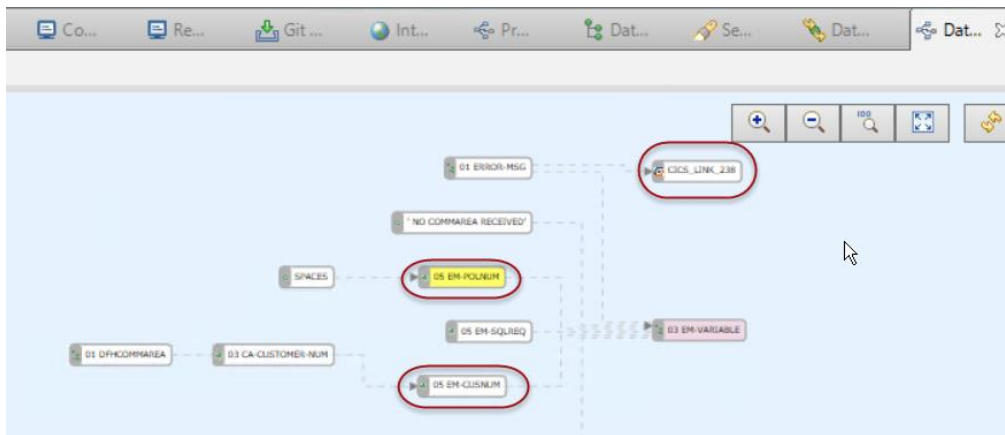 Co...
Re...
Git ...
Int...
Pr...
Dat...
Se...
Dat...
Dat...
100
01 ERROR-MSG
CICS_LINK_238
' NO COMMAREA RECEIVED'
SPACES
05 EM-POLNUM
05 EM-SQLREQ
03 EM-VARIABLE
01 DFHCOMMAREA
03 CA-CUSTOMER-NUM
05 EM-CUSNUM